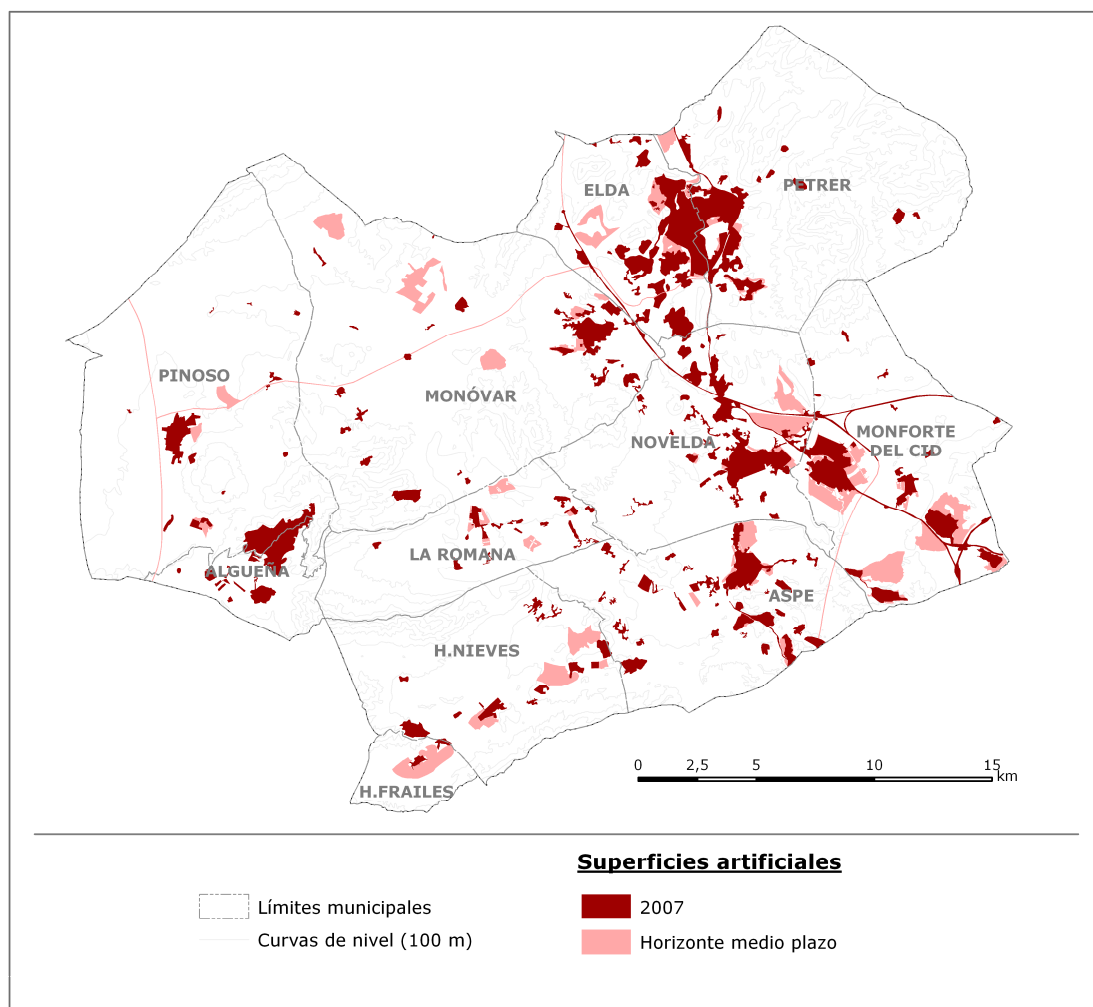 PETRER
ELDA
PINOSO
MONÓVAR
NOVELDA
MONFORTE
DEL CID
LA ROMANA
ALGUEÑA
ASPE
H.NIEVES
H.FRAILES
0 2,5 5 10 15
km
Superficies artificiales
Límites municipales
2007
Curvas de nivel (100 m)
Horizonte medio plazo